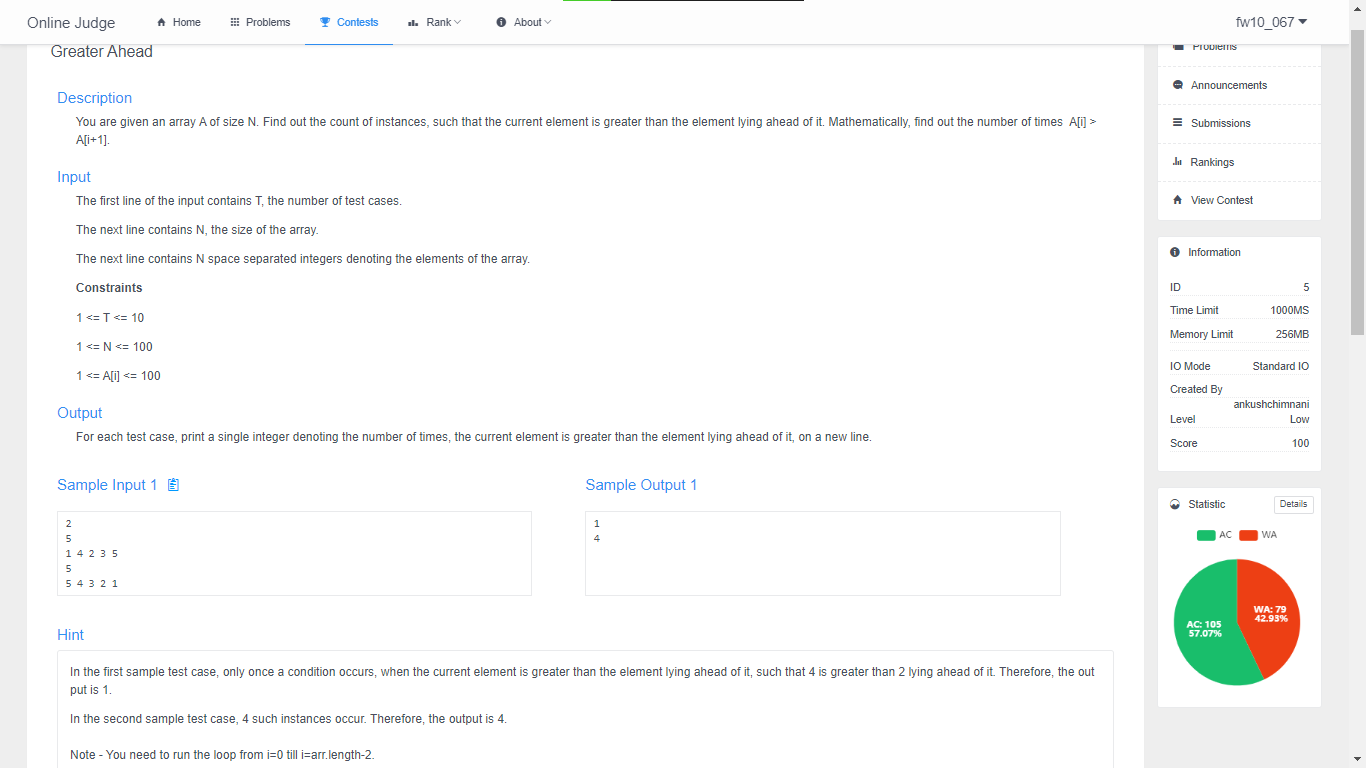 Online Judge
Home
Problems
Contests
Rank
About
fw10_067
Greater Ahead
Description
You are given an array A of size N. Find out the count of instances, such that the current element is greater than the element lying ahead of it. Mathematically, find out the number of times A[i] >
A[i+1].
Input
The first line of the input contains T, the number of test cases.
The next line contains N, the size of the array.
The next line contains N space separated integers denoting the elements of the array.
Constraints
1 <= T <= 10
1 <= N <= 100
1 <= A[i] <= 100
Output
For each test case, print a single integer denoting the number of times, the current element is greater than the element lying ahead of it, on a new line.
Sample Input 1
2
5
1 4 2 3 5
5
5 4 3 2 1
Sample Output 1
1
4
Hint
In the first sample test case, only once a condition occurs, when the current element is greater than the element lying ahead of it, such that 4 is greater than 2 lying ahead of it. Therefore, the out
put is 1.
In the second sample test case, 4 such instances occur. Therefore, the output is 4.
Note - You need to run the loop from i=0 till i=arr.length-2.
Problems
Announcements
Submissions
Rankings
View Contest
Information
ID 5
Time Limit 1000MS
Memory Limit 256MB
IO Mode Standard IO
Created By
ankushchimnani
Level Low
Score 100
Statistic
Details
AC WA
WA: 79
42.93%
AC: 105
57.07%